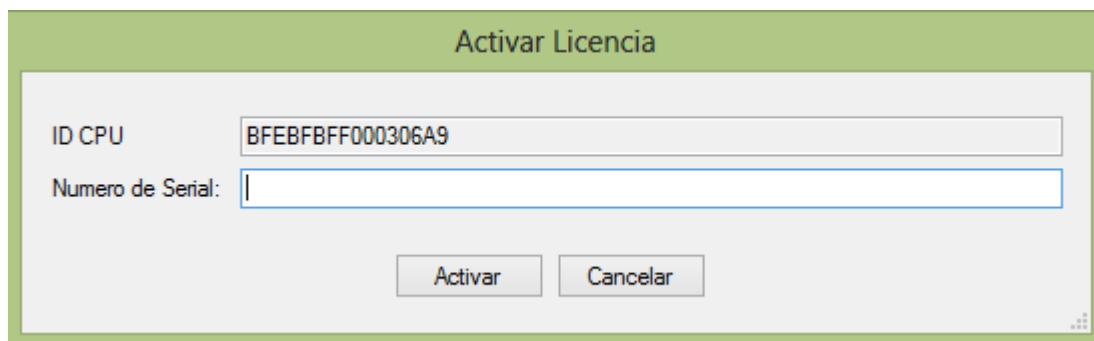 Activar Licencia
ID CPU BFEBFBFF000306A9
Numero de Serial:
Activar Cancelar